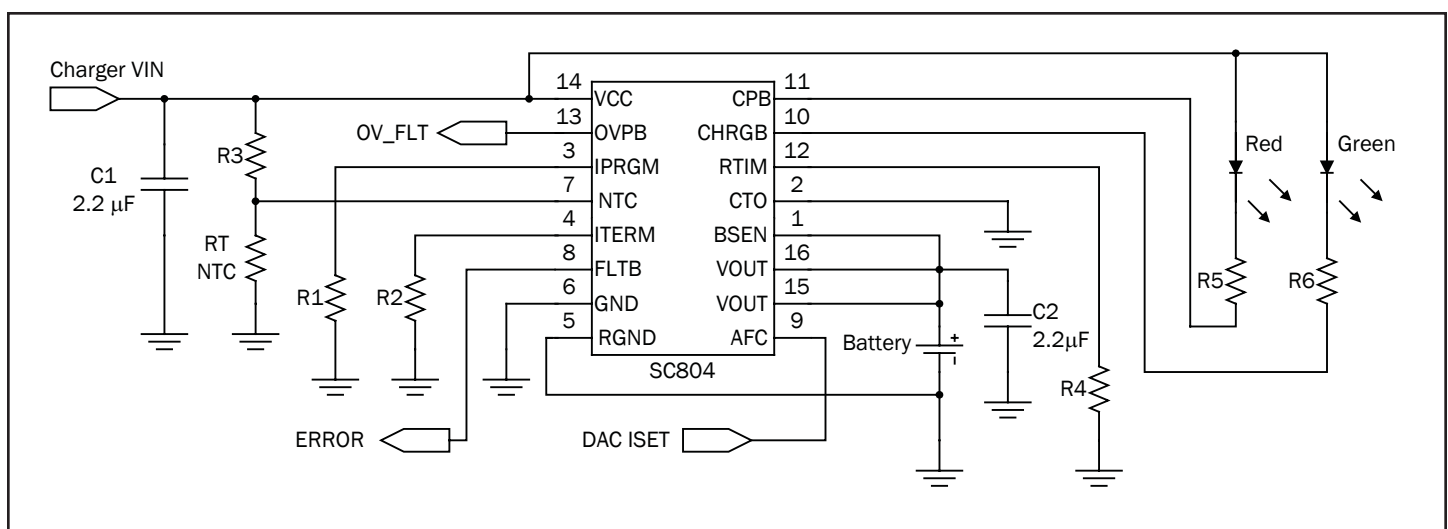 Charger VIN
C1
2.2 μF
R3
RT
NTC
OV_FLT
R1
R2
ERROR
14
VCC
13
OVPB
3
IPRGM
7
NTC
4
ITERM
8
FLTB
6
GND
5
RGND
11
CPB
10
CHRGB
12
RTIM
2
CTO
1
BSEN
16
VOUT
15
VOUT
9
AFC
SC804
DAC ISET
Battery
+
C2
2.2μF
R4
Red
Green
R5
R6